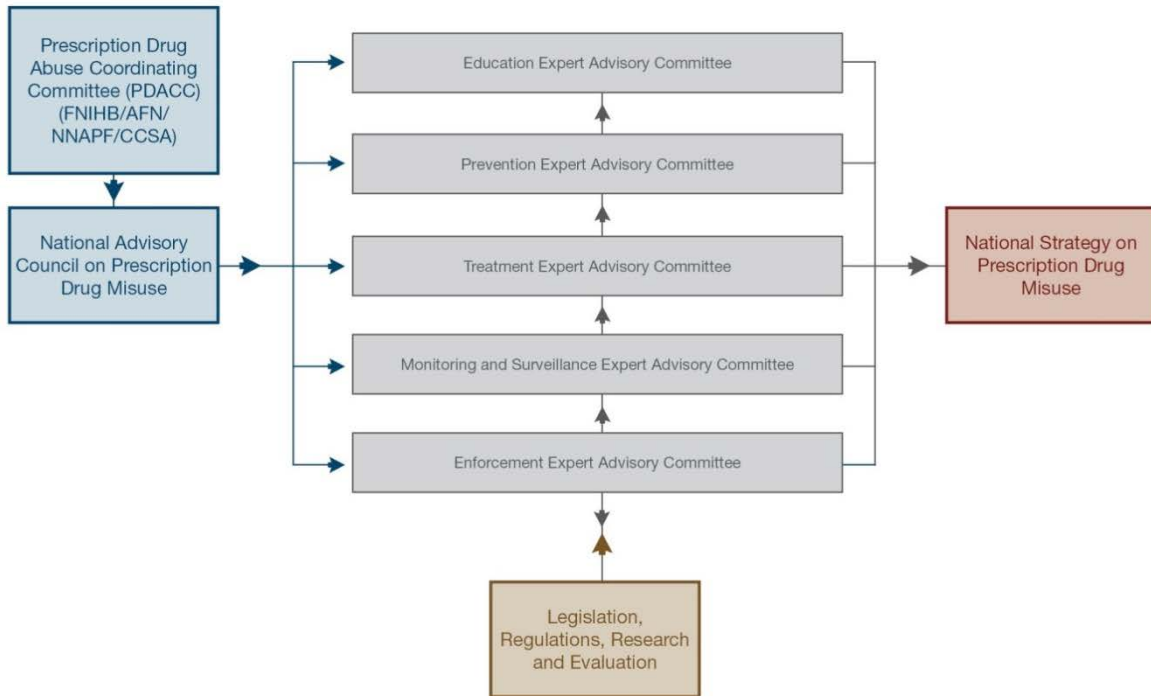 Prescription Drug
Abuse Coordinating
Committee (PDACC)
(FNIHB/AFN/
NNAPF/CCSA)
National Advisory
Council on Prescription
Drug Misuse
Education Expert Advisory Committee
Prevention Expert Advisory Committee
Treatment Expert Advisory Committee
Monitoring and Surveillance Expert Advisory Committee
Enforcement Expert Advisory Committee
National Strategy on
Prescription Drug
Misuse
Legislation,
Regulations, Research
and Evaluation